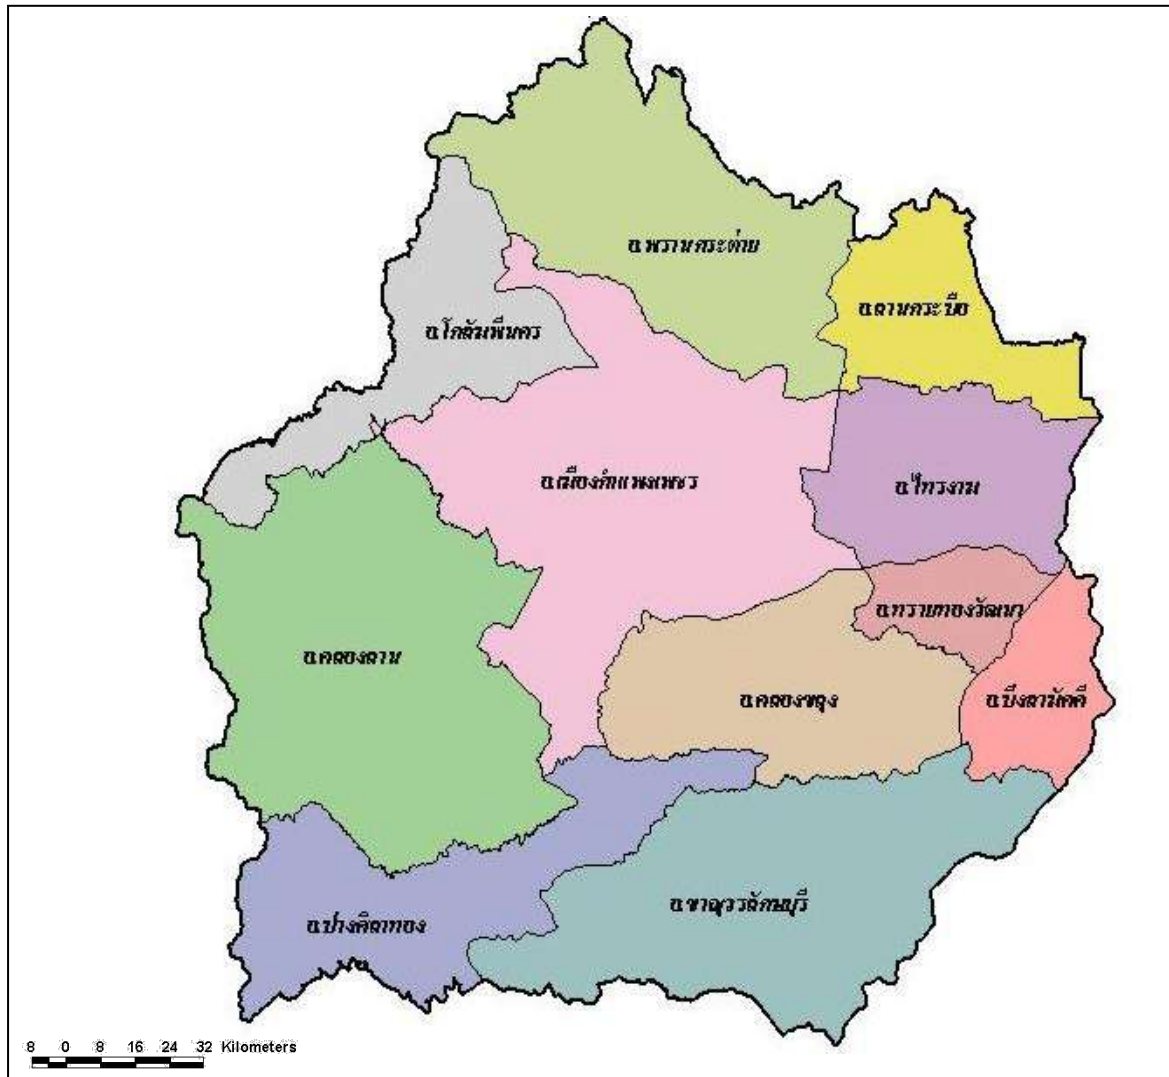 อ.พรานกระต่าย
อ.ลานกระบือ
อ.โกสัมพีนคร
อ.เมืองกำแพงเพชร
อ.ไทรงาม
อ.ทรายทองวัฒนา
อ.คลองลาน
อ.คลองขลุง
อ.บึงสามัคคี
อ.ขาณุวรลักษบุรี
อ.ปางศิลาทอง
8 0 8 16 24 32 Kilometers